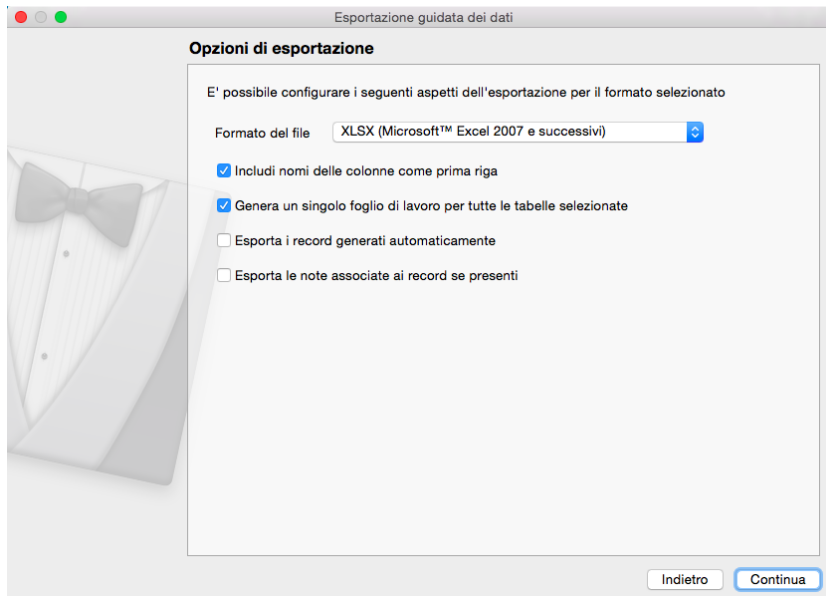 Esportazione guidata dei dati
Opzioni di esportazione
E' possibile configurare i seguenti aspetti dell'esportazione per il formato selezionato
Formato del file XLSX (Microsoft™ Excel 2007 e successivi)
Includi nomi delle colonne come prima riga
Genera un singolo foglio di lavoro per tutte le tabelle selezionate
Esporta i record generati automaticamente
Esporta le note associate ai record se presenti
Indietro Continua